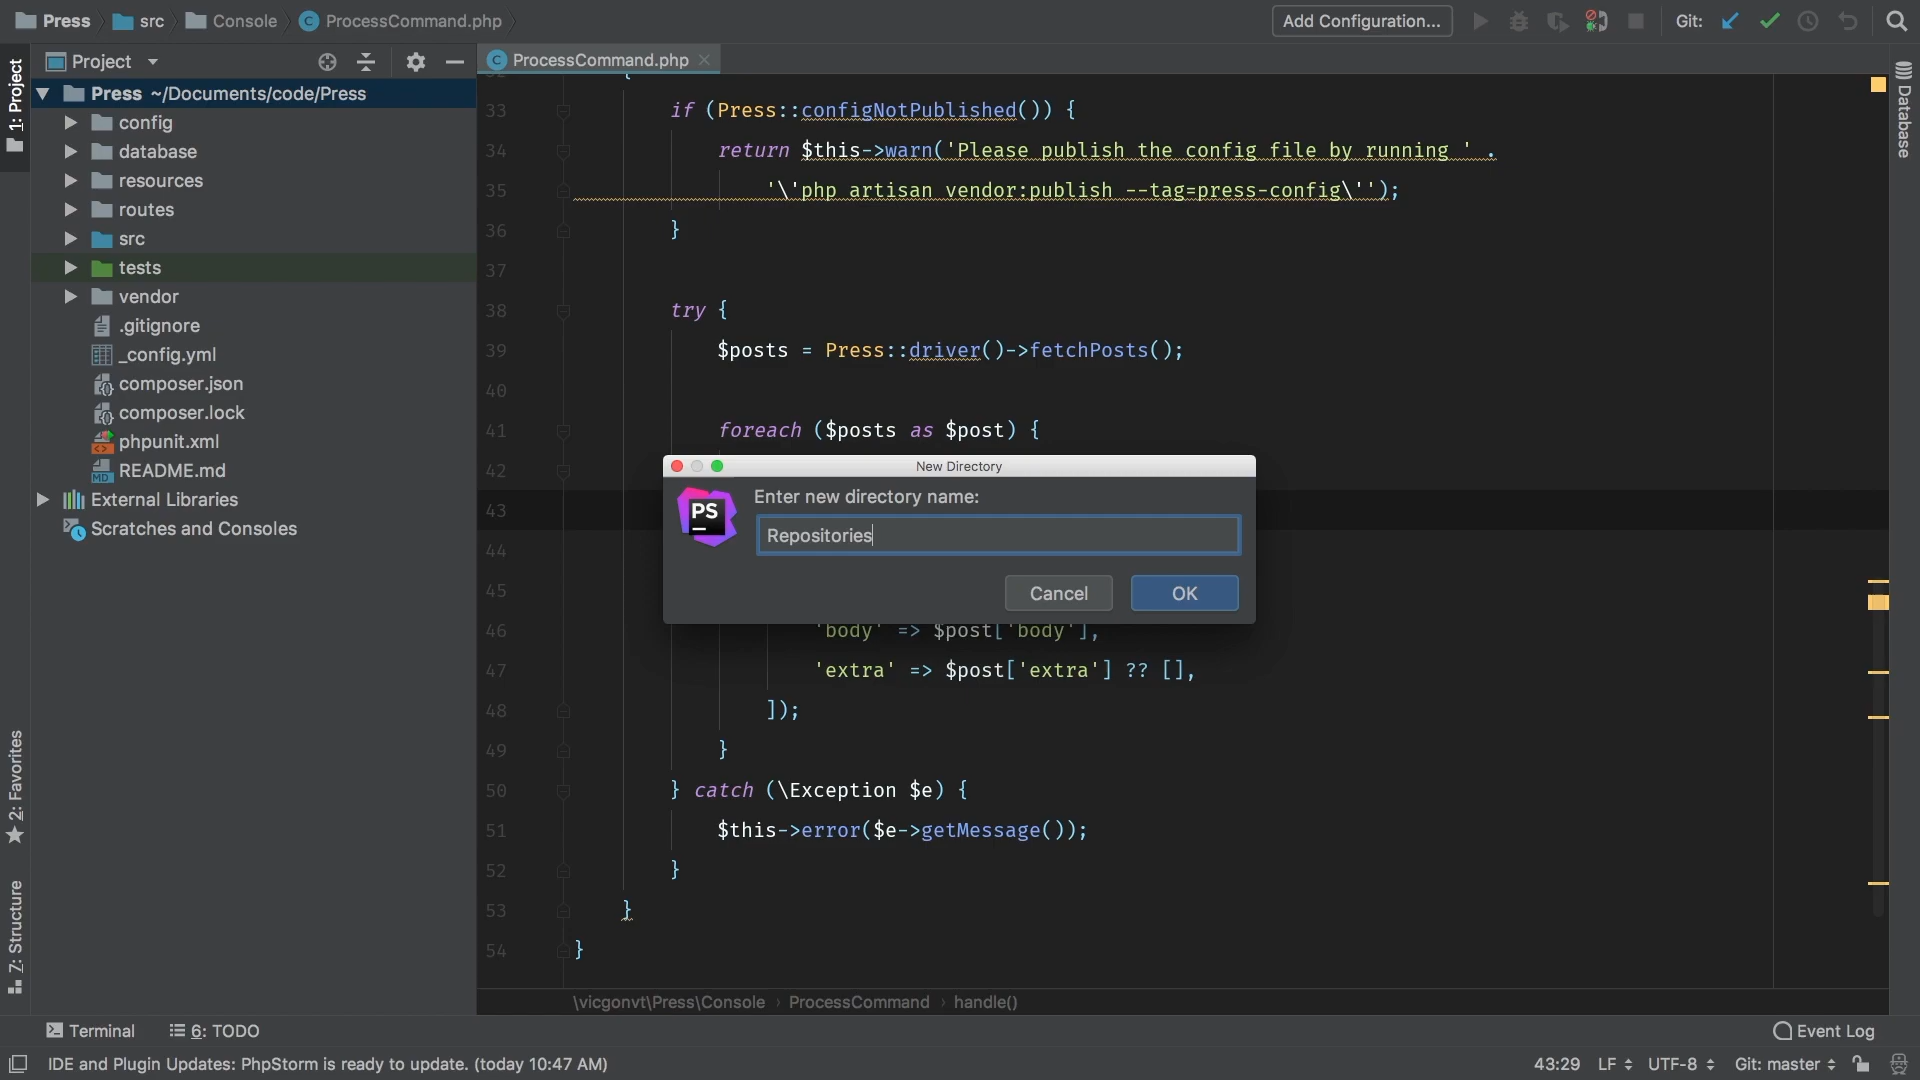 Press
src
Console
ProcessCommand.php
Add Configuration...
Git:
1: Project
Project
Press ~/Documents/code/Press
config
database
resources
routes
src
tests
vendor
.gitignore
_config.yml
composer.json
composer.lock
phpunit.xml
README.md
External Libraries
Scratches and Consoles
2: Favorites
Z: Structure
ProcessCommand.php
Database
33 if (Press::configNotPublished()) {
34 return $this->warn('Please publish the config file by running ' .
35 '\'php artisan vendor:publish --tag=press-config\'');
36 }
37
38 try {
39 $posts = Press::driver()->fetchPosts();
40
41 foreach ($posts as $post) {
42
43
44
45
46 'body' => $post['body'],
47 'extra' => $post['extra'] ?? [],
48 ]);
49 }
50 } catch (\Exception $e) {
51 $this->error($e->getMessage());
52 }
53 }
54 }
New Directory
PS
Enter new directory name:
Repositories
Cancel
OK
\vicgonvt\Press\Console › ProcessCommand › handle()
Terminal
6: TODO
Event Log
IDE and Plugin Updates: PhpStorm is ready to update. (today 10:47 AM)
43:29
LF
UTF-8
Git: master